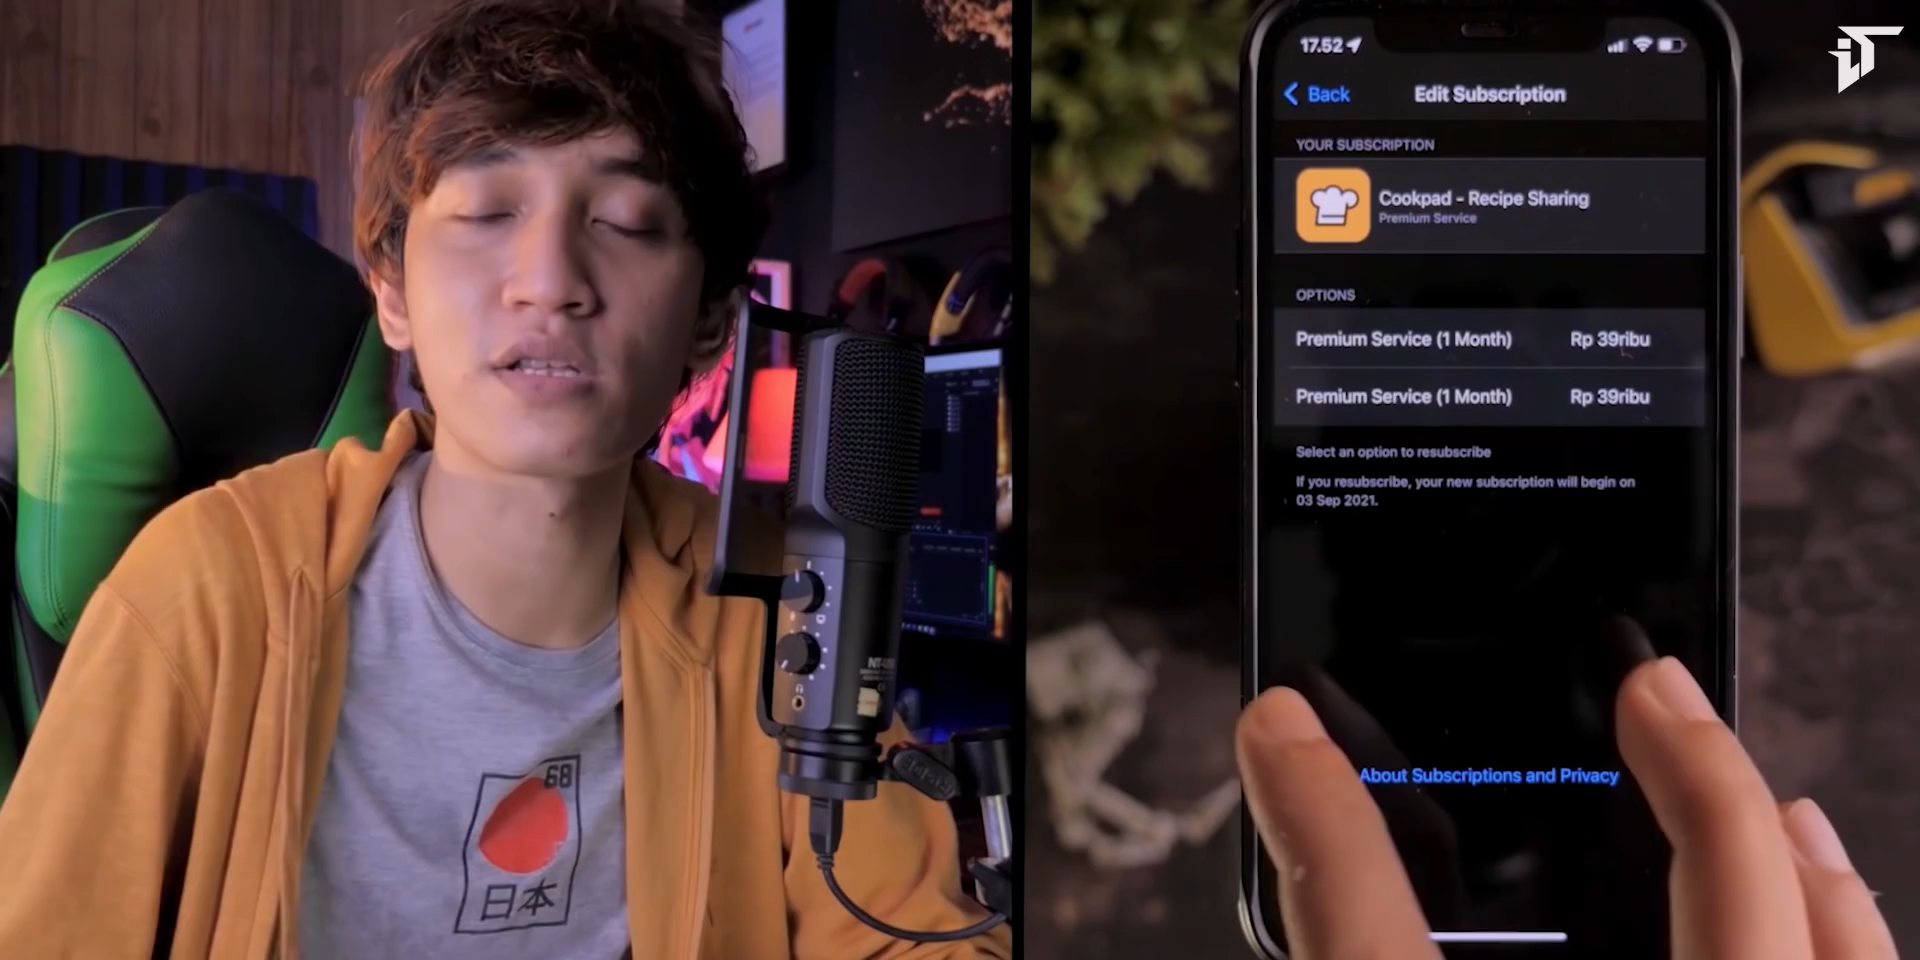 68
日本
NT-USB
17.52
Back
Edit Subscription
YOUR SUBSCRIPTION
Cookpad - Recipe Sharing
Premium Service
OPTIONS
Premium Service (1 Month) Rp 39ribu
Premium Service (1 Month) Rp 39ribu
Select an option to resubscribe
If you resubscribe, your new subscription will begin on
03 Sep 2021.
About Subscriptions and Privacy